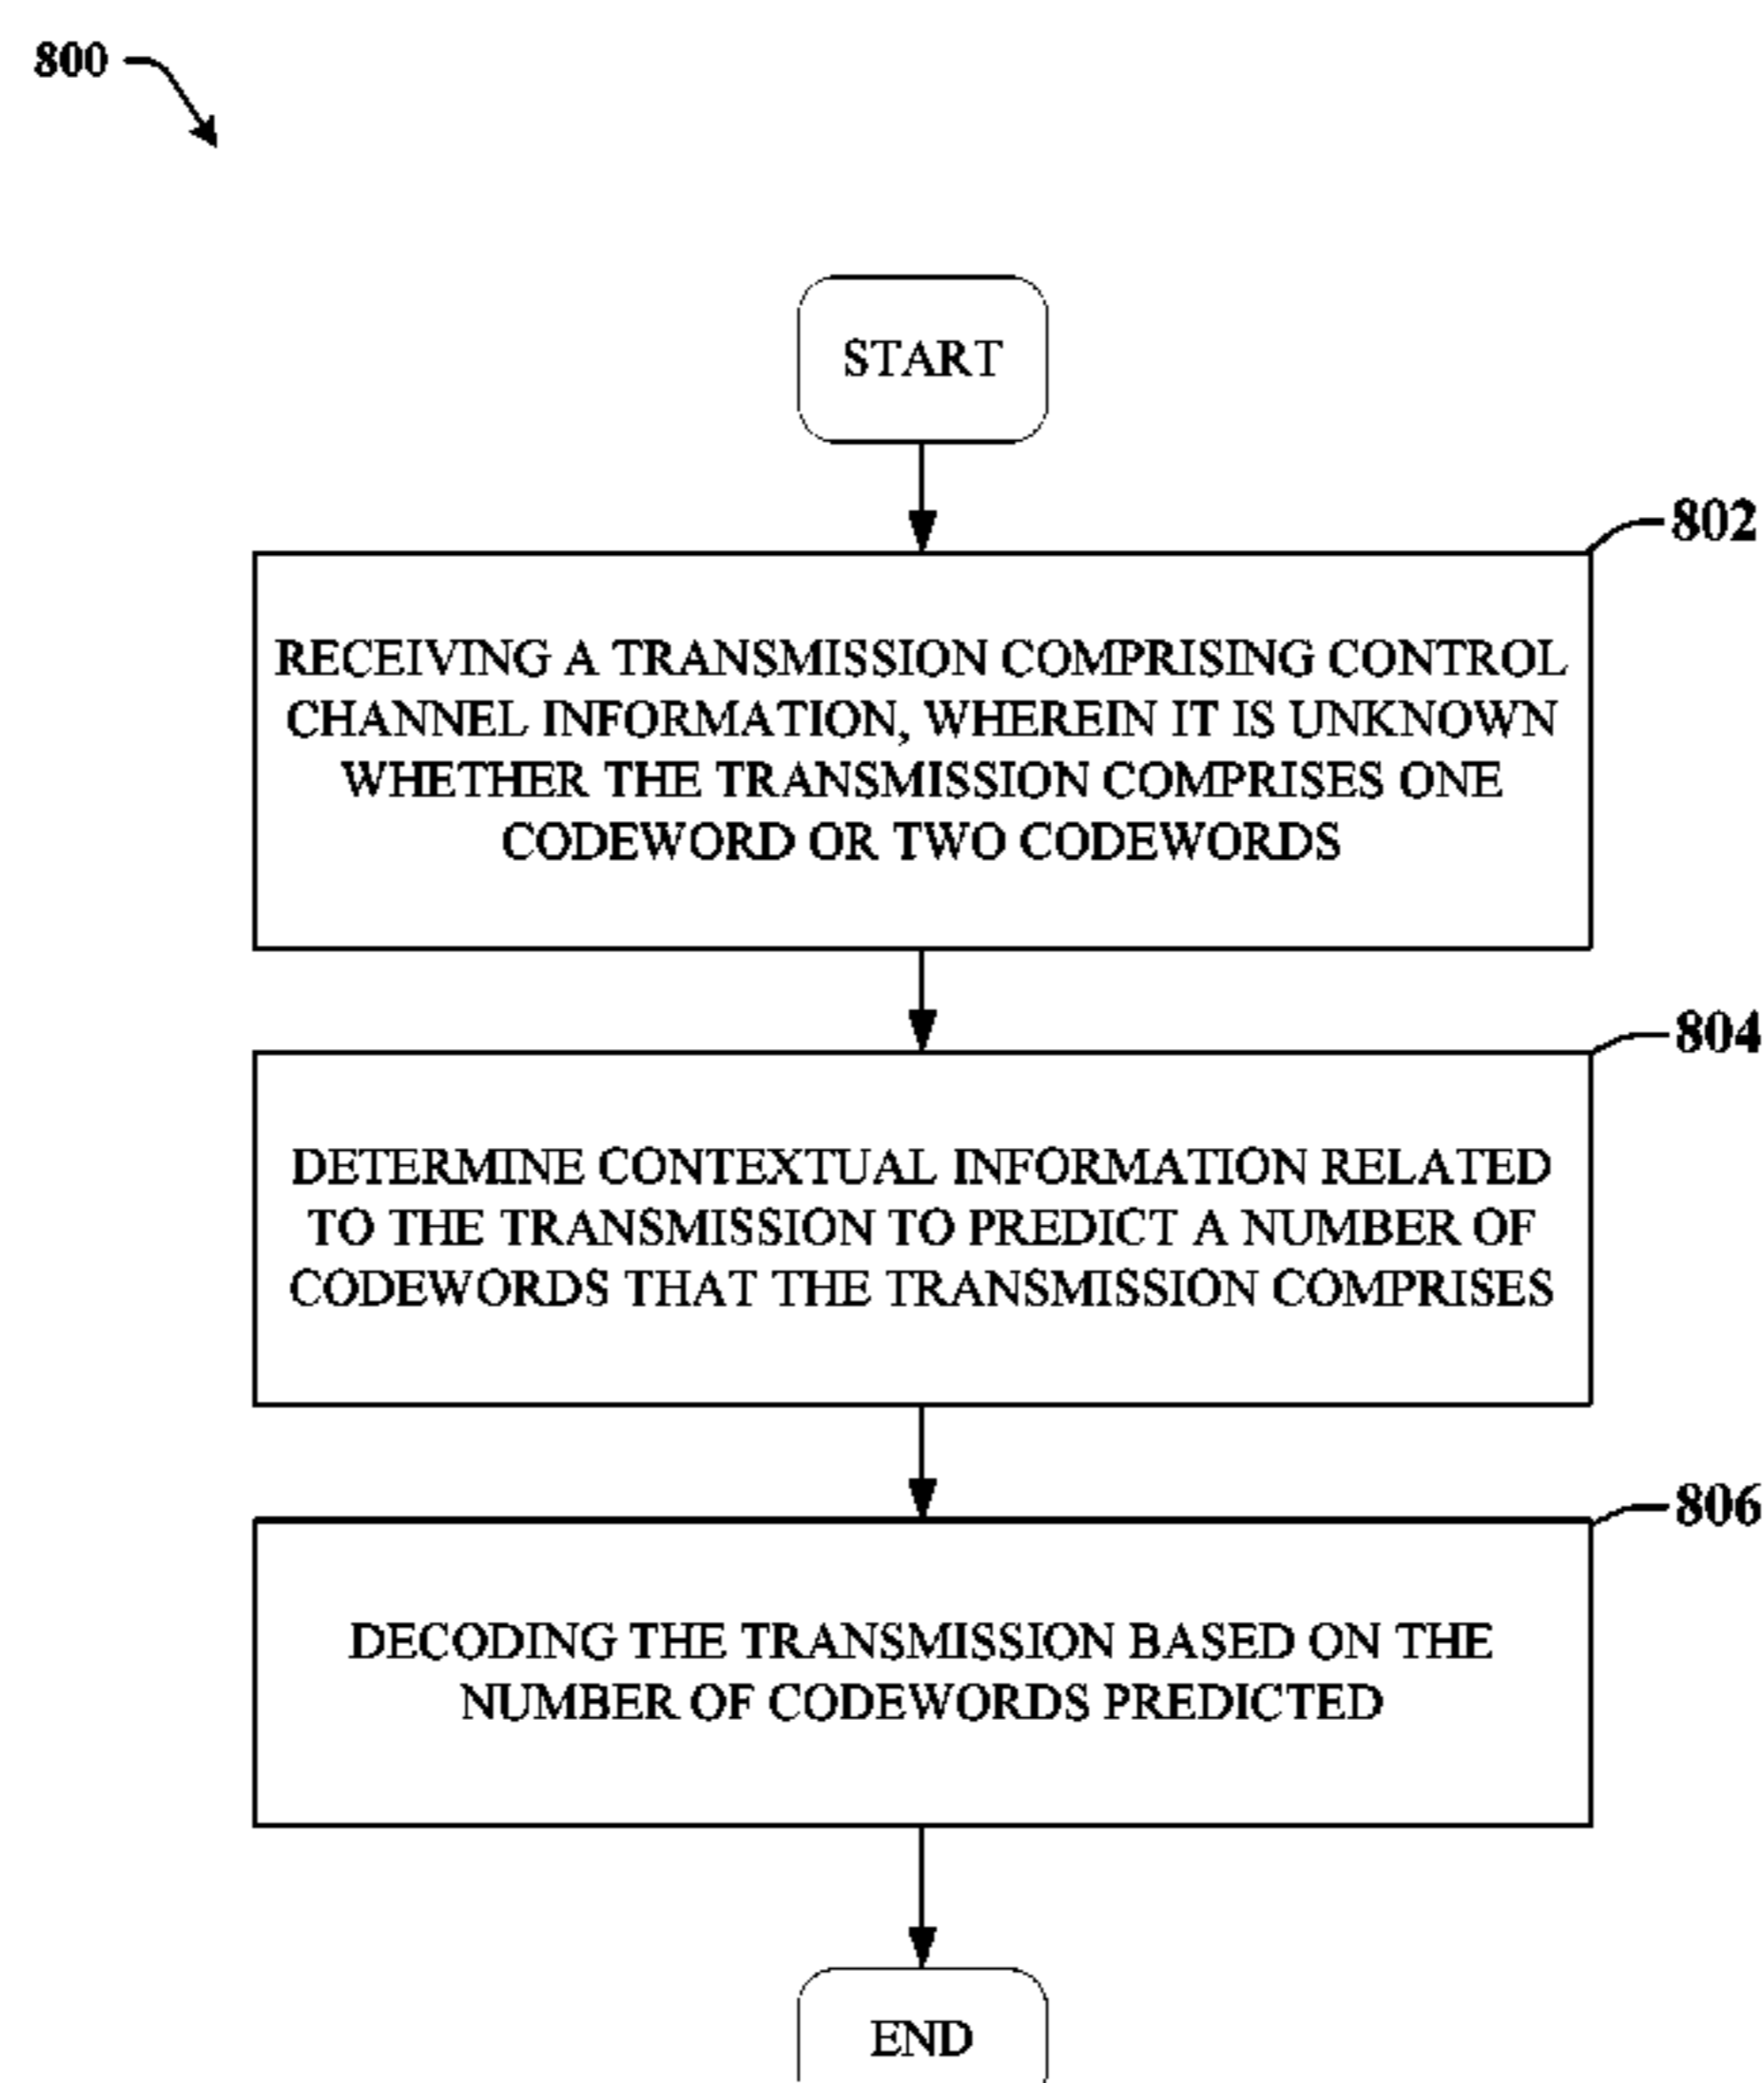 800
START
802
RECEIVING A TRANSMISSION COMPRISING CONTROL
CHANNEL INFORMATION, WHEREIN IT IS UNKNOWN
WHETHER THE TRANSMISSION COMPRISES ONE
CODEWORD OR TWO CODEWORDS
804
DETERMINE CONTEXTUAL INFORMATION RELATED
TO THE TRANSMISSION TO PREDICT A NUMBER OF
CODEWORDS THAT THE TRANSMISSION COMPRISES
806
DECODING THE TRANSMISSION BASED ON THE
NUMBER OF CODEWORDS PREDICTED
END